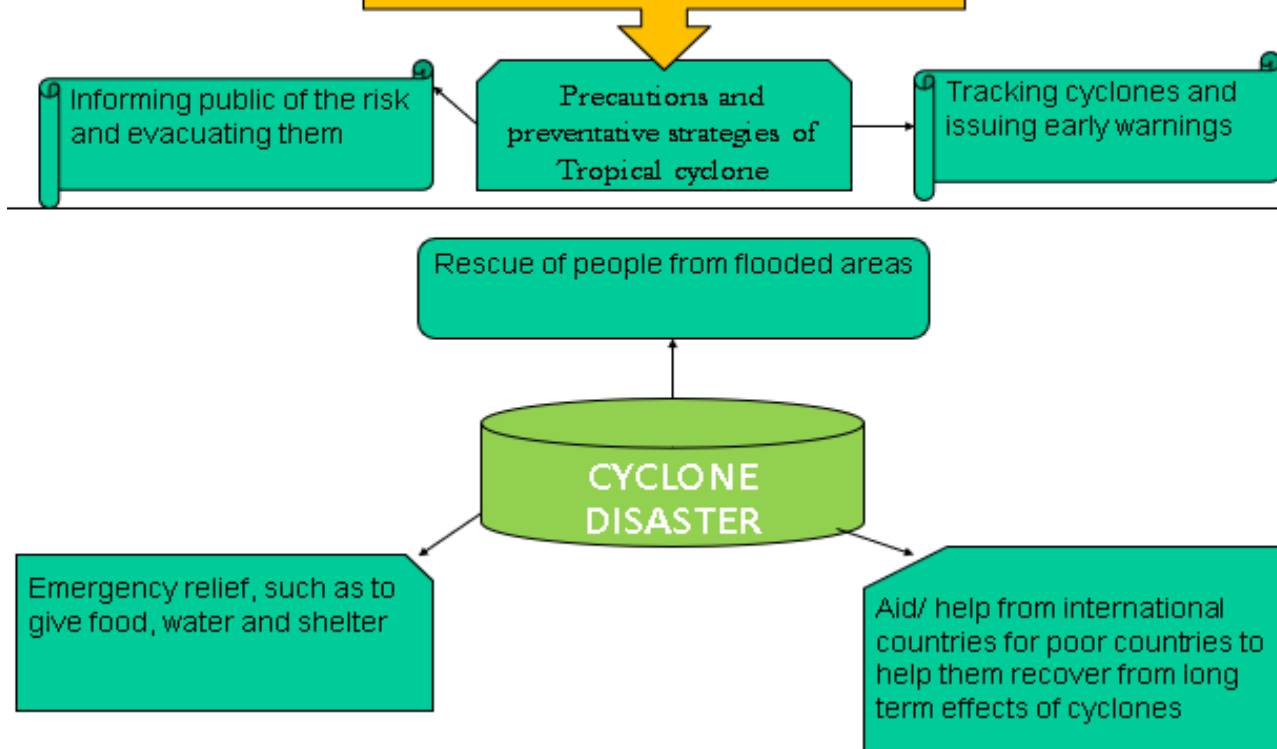 Informing public of the risk
and evacuating them
Precautions and
preventative strategies of
Tropical cyclone
Tracking cyclones and
issuing early warnings
Rescue of people from flooded areas
CYCLONE
DISASTER
Emergency relief, such as to
give food, water and shelter
Aid/ help from international
countries for poor countries to
help them recover from long
term effects of cyclones